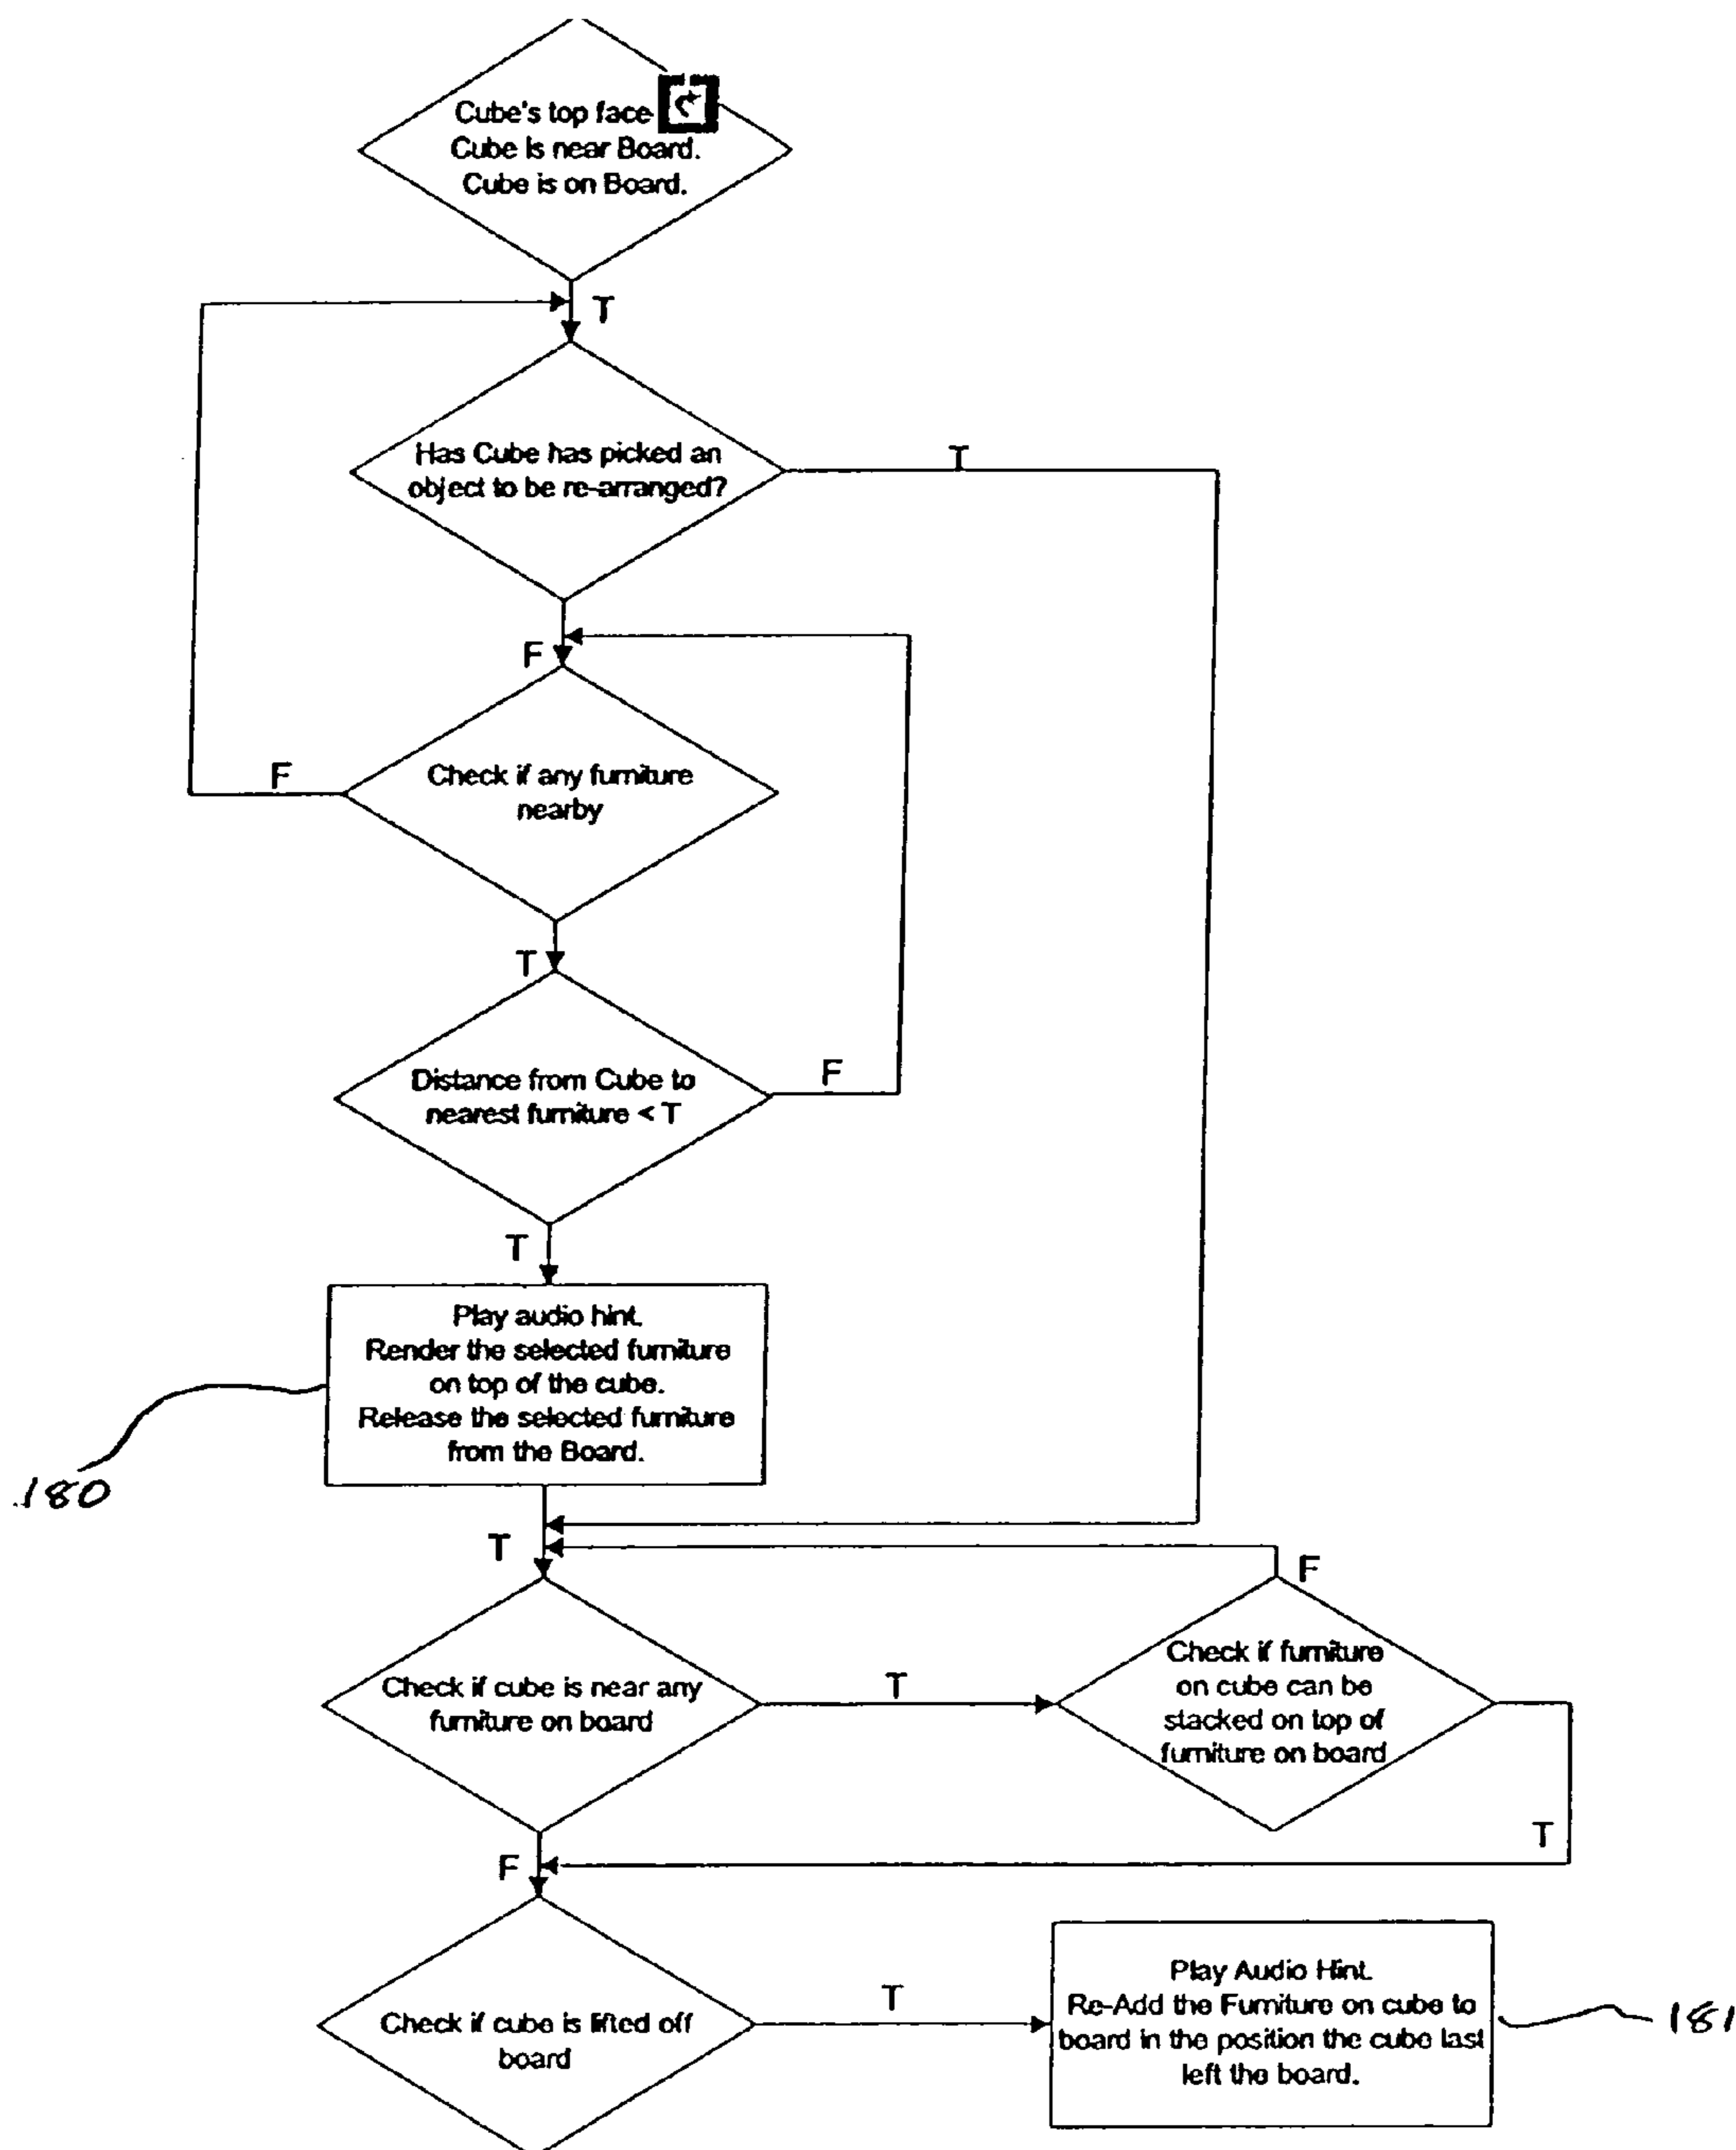 Cube's top face
Cube is near Board.
Cube is on Board.
T
Has Cube has picked an
object to be re-arranged?
T
F
Check if any furniture
nearby
F
T
Distance from Cube to
nearest furniture < T
F
T
Play audio hint.
Render the selected furniture
on top of the cube.
Release the selected furniture
from the Board.
180
T
Check if cube is near any
furniture on board
T
F
Check if furniture
on cube can be
stacked on top of
furniture on board
T
F
Check if cube is lifted off
board
T
Play Audio Hint.
Re-Add the Furniture on cube to
board in the position the cube last
left the board.
181